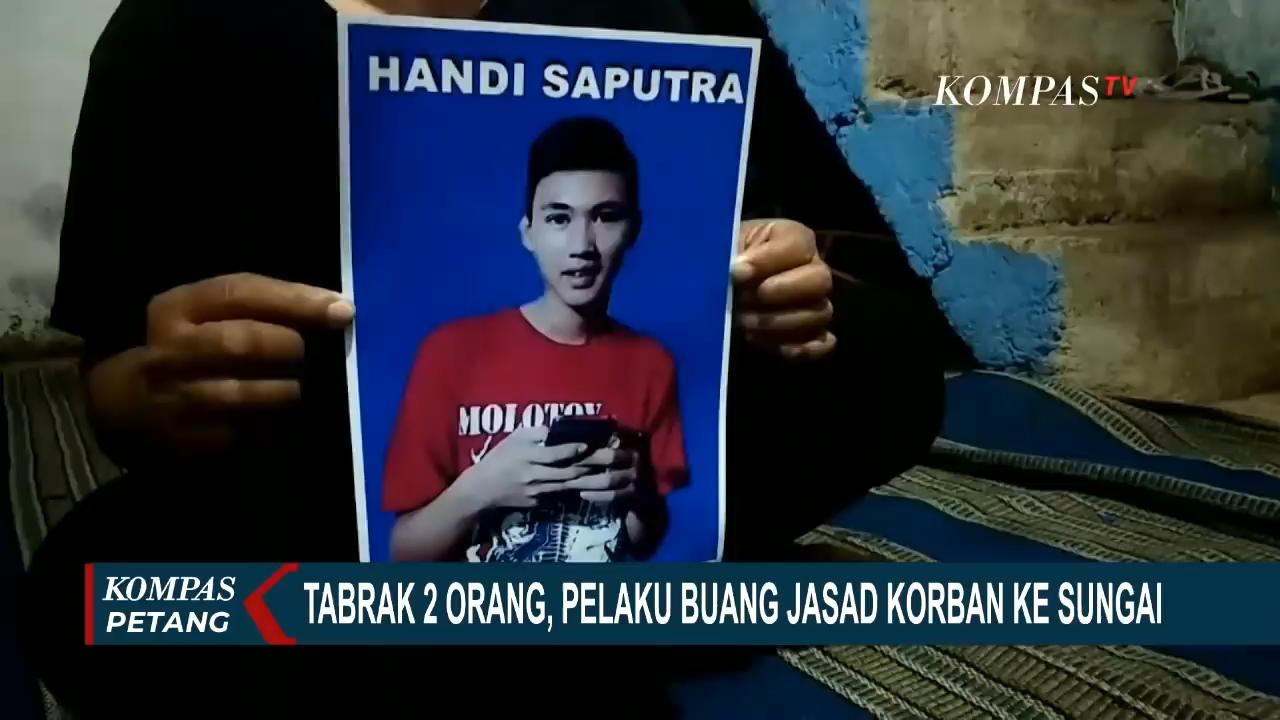 HANDI SAPUTRA
KOMPASTV
MOLOTOV
KOMPAS
PETANG
TABRAK 2 ORANG, PELAKU BUANG JASAD KORBAN KE SUNGAI